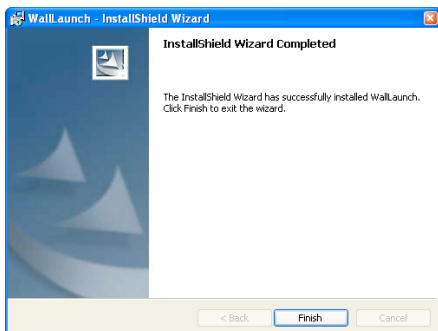 WallLaunch - InstallShield Wizard
InstallShield Wizard Completed
The InstallShield Wizard has successfully installed WallLaunch.
Click Finish to exit the wizard.
< Back
Finish
Cancel